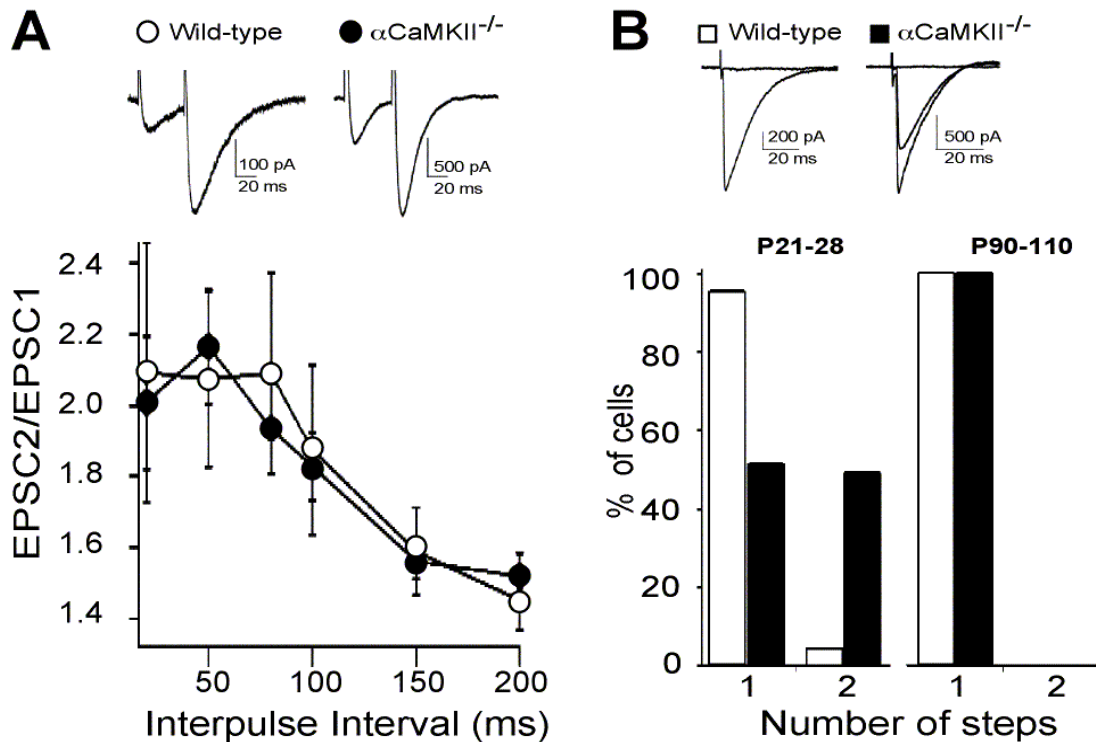 A
Wild-type
αCaMKII-/-
100 pA
20 ms
500 pA
20 ms
EPSC2/EPSC1
2.4
2.2
2.0
1.8
1.6
1.4
50
100
150
200
Interpulse Interval (ms)
B
Wild-type
αCaMKII-/-
200 pA
20 ms
500 pA
20 ms
P21-28
P90-110
% of cells
100
80
60
40
20
0
1
2
1
2
Number of steps